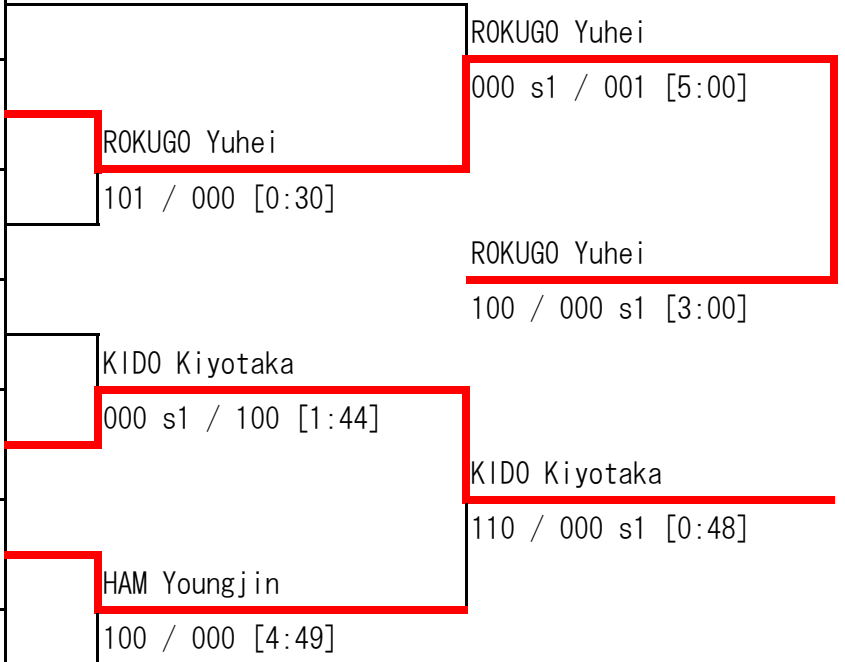 ROKUGO Yuhei
000 s1 / 001 [5:00]
ROKUGO Yuhei
101 / 000 [0:30]
ROKUGO Yuhei
100 / 000 s1 [3:00]
KIDO Kiyotaka
000 s1 / 100 [1:44]
KIDO Kiyotaka
110 / 000 s1 [0:48]
HAM Youngjin
100 / 000 [4:49]